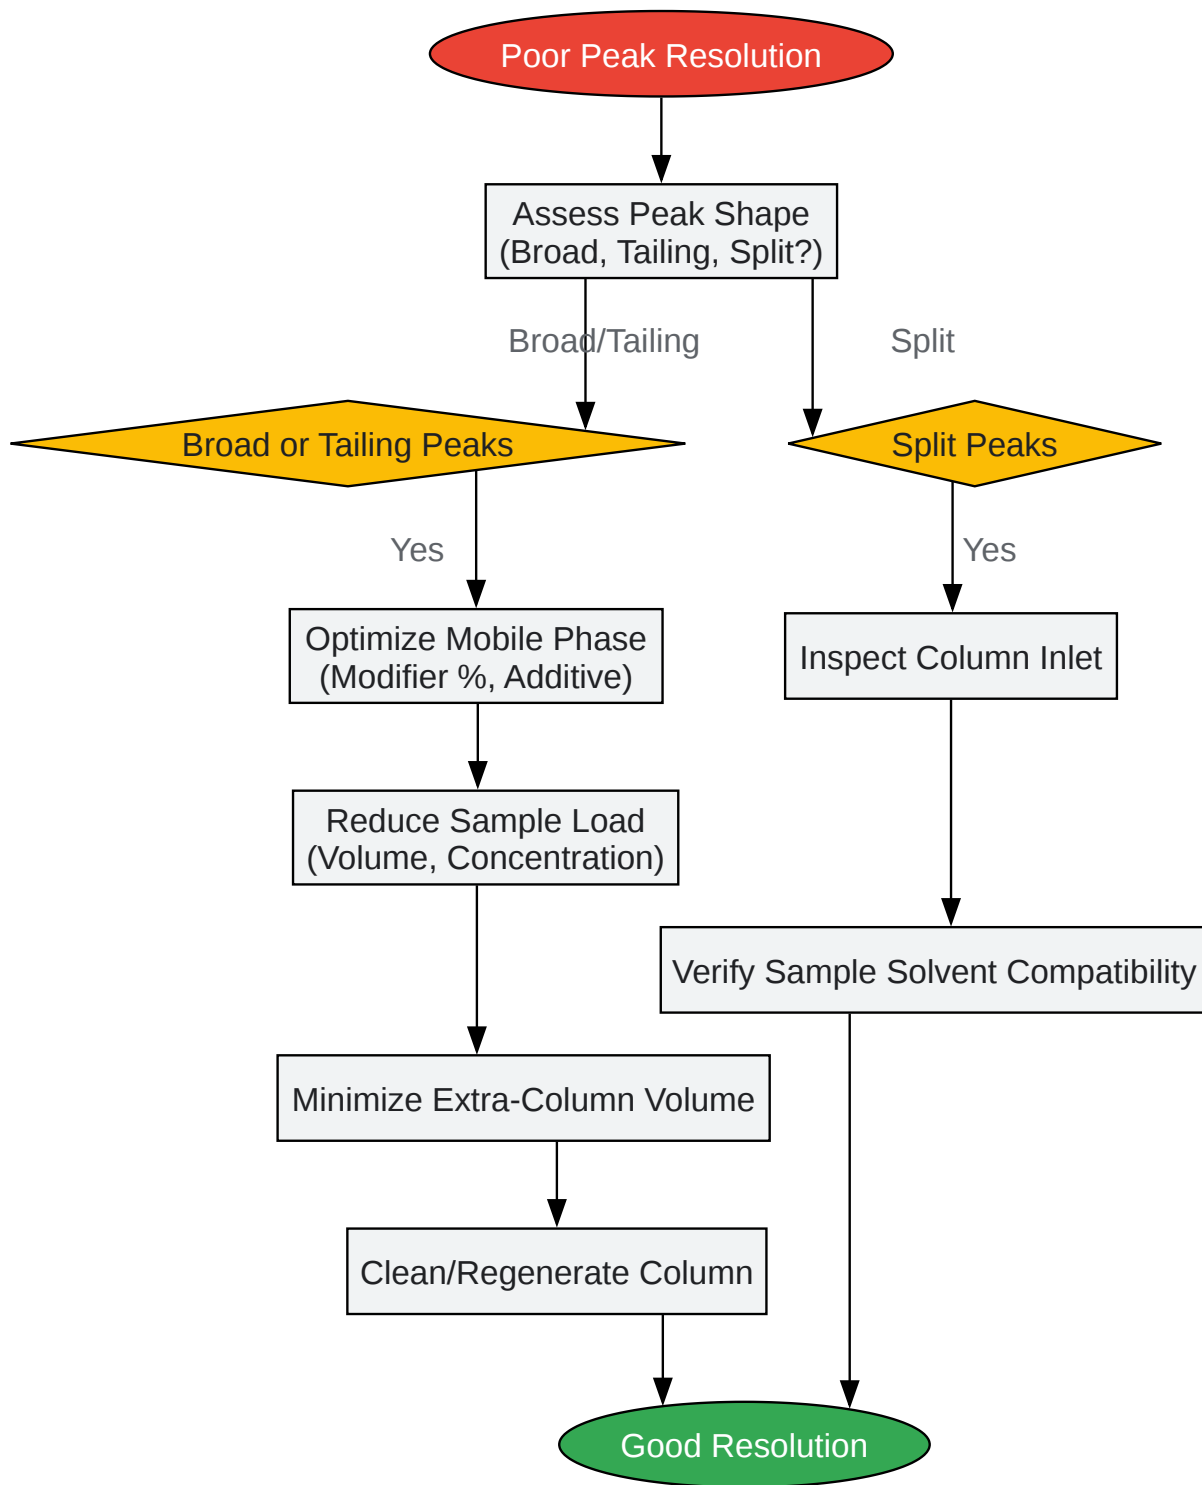 Poor Peak Resolution
Assess Peak Shape
(Broad, Tailing, Split?)
Broad/Tailing
Split
Broad or Tailing Peaks
Split Peaks
Yes
Yes
Optimize Mobile Phase
(Modifier %, Additive)
Inspect Column Inlet
Reduce Sample Load
(Volume, Concentration)
Verify Sample Solvent Compatibility
Minimize Extra-Column Volume
Clean/Regenerate Column
Good Resolution